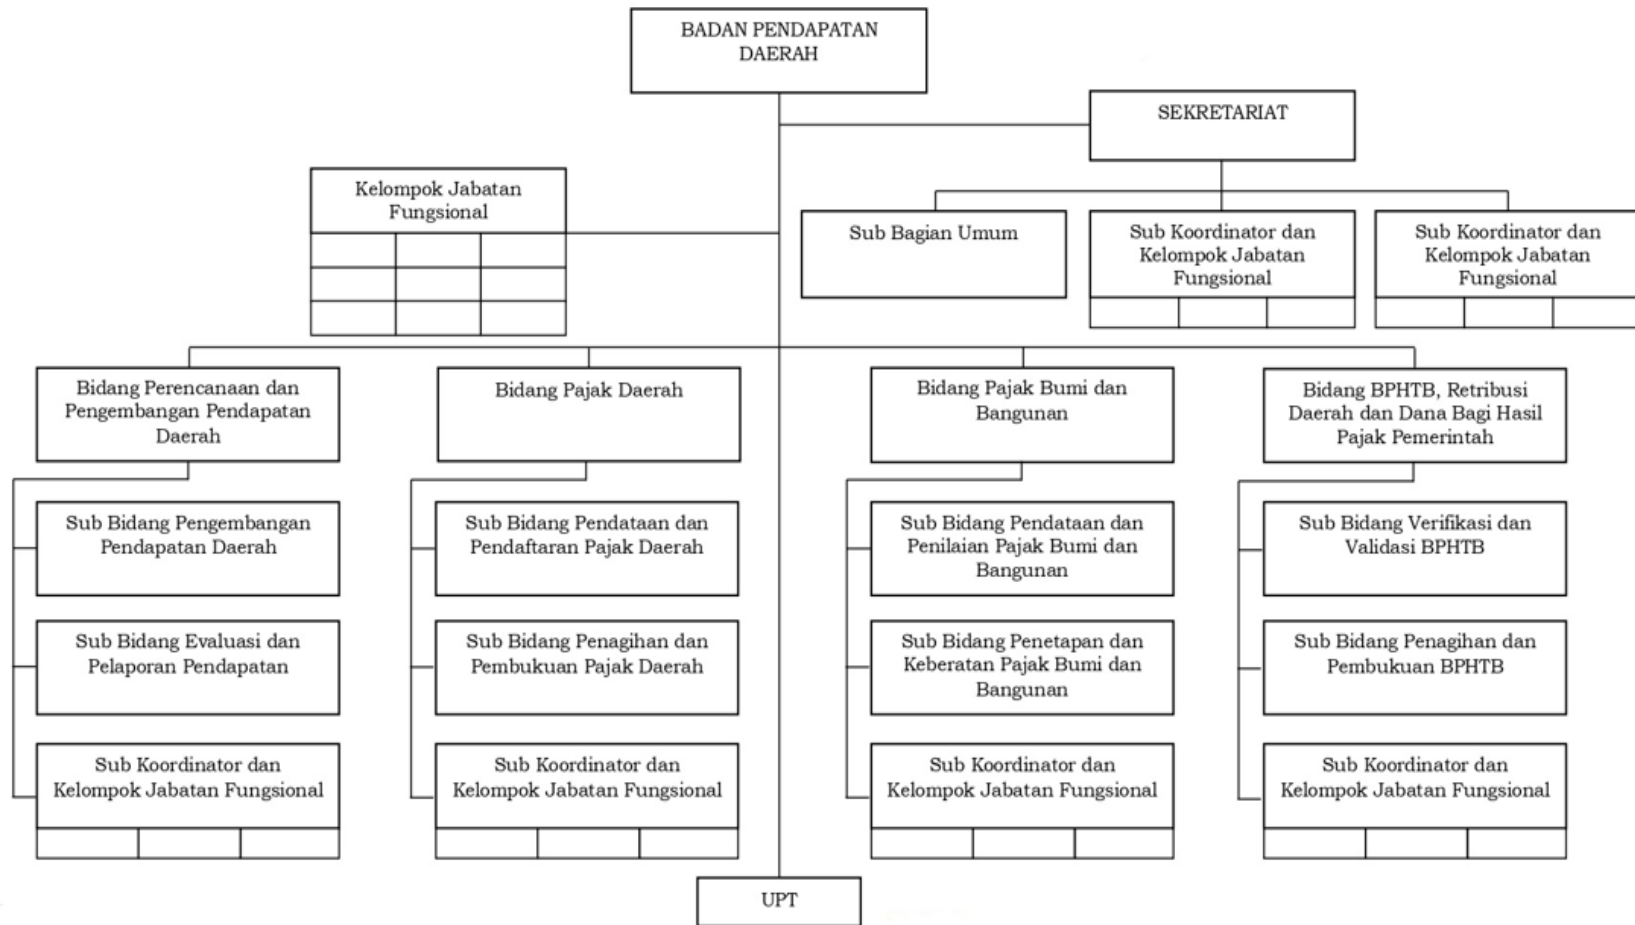 BADAN PENDAPATAN
DAERAH
SEKRETARIAT
Kelompok Jabatan
Fungsional
Sub Bagian Umum
Sub Koordinator dan
Kelompok Jabatan
Fungsional
Sub Koordinator dan
Kelompok Jabatan
Fungsional
Bidang Perencanaan dan
Pengembangan Pendapatan
Daerah
Bidang Pajak Daerah
Bidang Pajak Bumi dan
Bangunan
Bidang BPHTB, Retribusi
Daerah dan Dana Bagi Hasil
Pajak Pemerintah
Sub Bidang Pengembangan
Pendapatan Daerah
Sub Bidang Pendataan dan
Pendaftaran Pajak Daerah
Sub Bidang Pendataan dan
Penilaian Pajak Bumi dan
Bangunan
Sub Bidang Verifikasi dan
Validasi BPHTB
Sub Bidang Evaluasi dan
Pelaporan Pendapatan
Sub Bidang Penagihan dan
Pembukuan Pajak Daerah
Sub Bidang Penetapan dan
Keberatan Pajak Bumi dan
Bangunan
Sub Bidang Penagihan dan
Pembukuan BPHTB
Sub Koordinator dan
Kelompok Jabatan Fungsional
Sub Koordinator dan
Kelompok Jabatan Fungsional
Sub Koordinator dan
Kelompok Jabatan Fungsional
Sub Koordinator dan
Kelompok Jabatan Fungsional
UPT